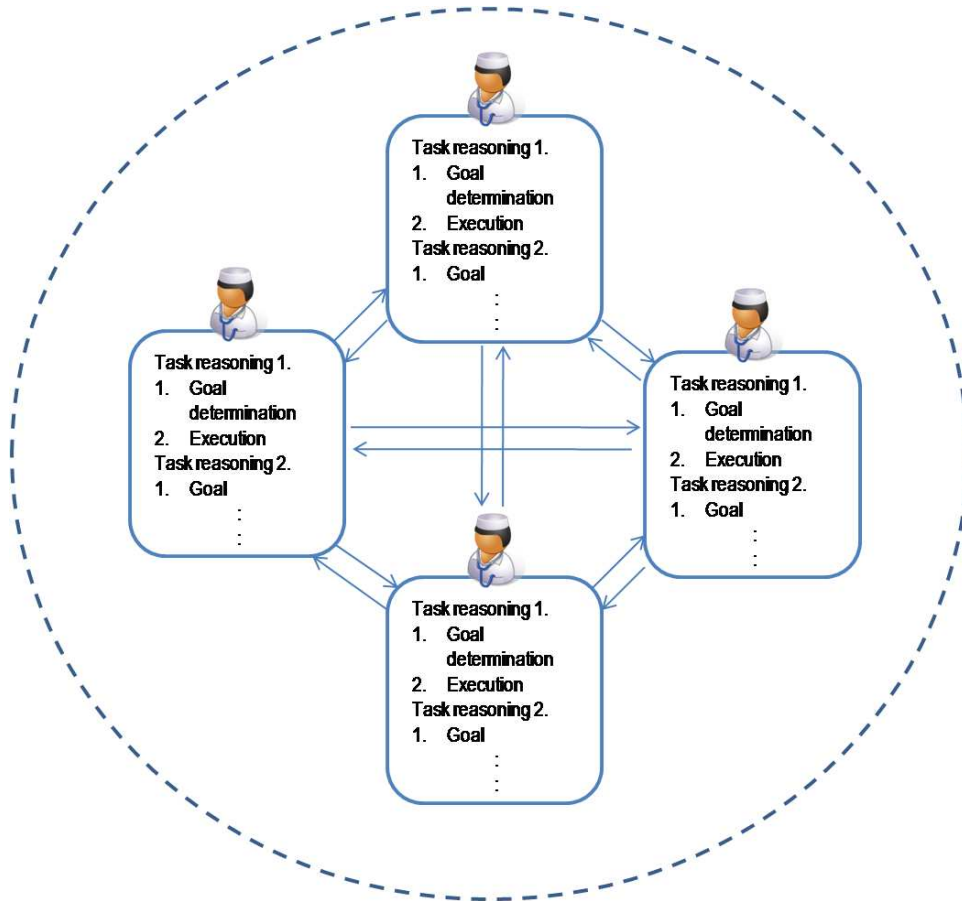 Task reasoning 1.
1. Goal
determination
2. Execution
Task reasoning 2.
1. Goal
Task reasoning 1.
1. Goal
determination
2. Execution
Task reasoning 2.
1. Goal
Task reasoning 1.
1. Goal
determination
2. Execution
Task reasoning 2.
1. Goal
Task reasoning 1.
1. Goal
determination
2. Execution
Task reasoning 2.
1. Goal